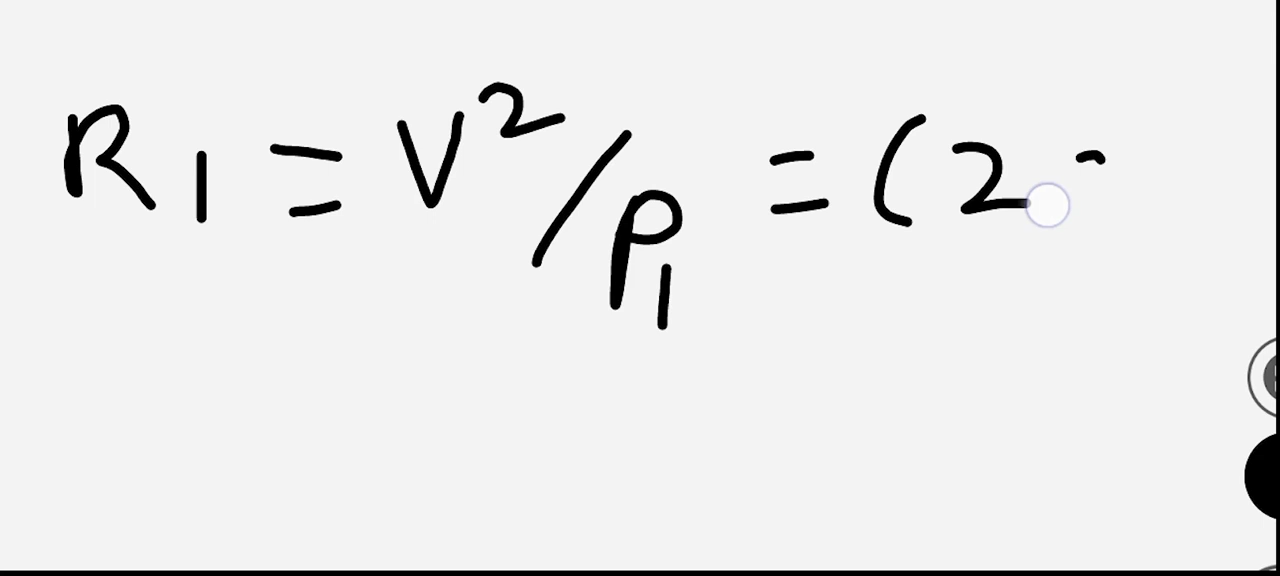 R₁ = V²/P₁ = (2